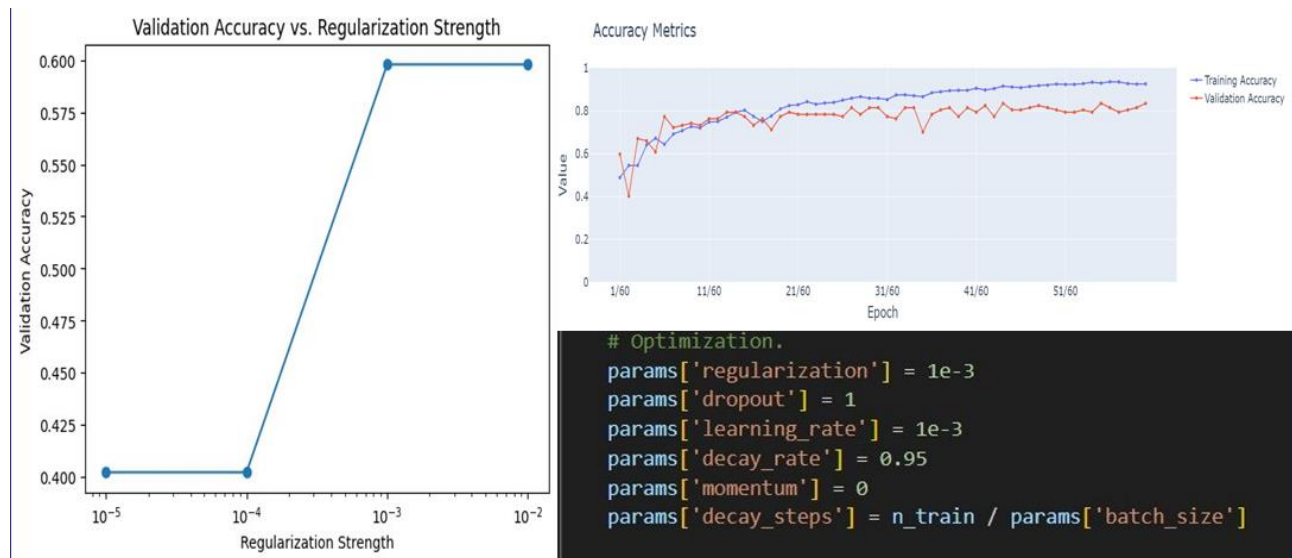 Validation Accuracy vs. Regularization Strength
Validation Accuracy
0.600
0.575
0.550
0.525
0.500
0.475
0.450
0.425
0.400
10⁻⁵ 10⁻⁴ 10⁻³ 10⁻²
Regularization Strength
Accuracy Metrics
Value
1
0.8
0.6
0.4
0.2
0
1/60 11/60 21/60 31/60 41/60 51/60
Epoch
Training Accuracy
Validation Accuracy
# Optimization.
params['regularization'] = 1e-3
params['dropout'] = 1
params['learning_rate'] = 1e-3
params['decay_rate'] = 0.95
params['momentum'] = 0
params['decay_steps'] = n_train / params['batch_size']